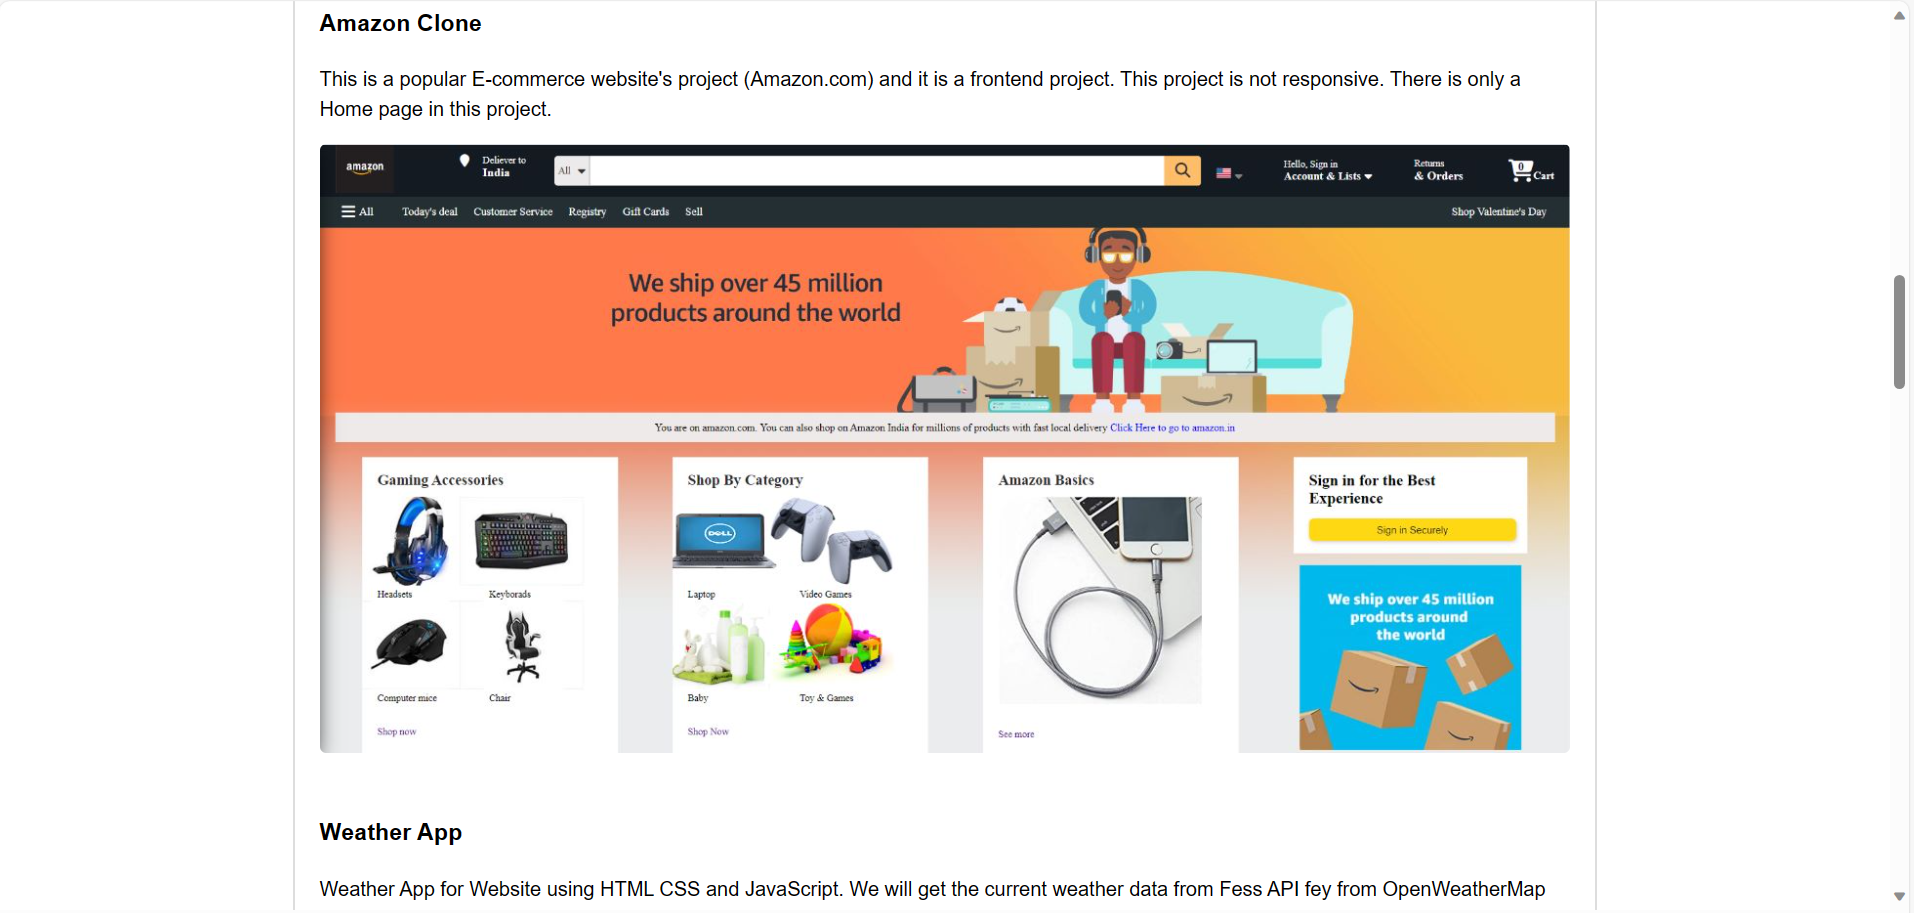 Amazon Clone
This is a popular E-commerce website's project (Amazon.com) and it is a frontend project. This project is not responsive. There is only a
Home page in this project.
amazon
Deliever to
India
All
Hello, Sign in
Account & Lists
Returns
& Orders
0
Cart
All
Today's deal
Customer Service
Registry
Gift Cards
Sell
Shop Valentine's Day
We ship over 45 million
products around the world
You are on amazon.com. You can also shop on Amazon India for millions of products with fast local delivery Click Here to go to amazon.in
Gaming Accessories
Headsets
Keyborads
Computer mice
Chair
Shop now
Shop By Category
DELL
Laptop
Video Games
Baby
Toy & Games
Shop Now
Amazon Basics
See more
Sign in for the Best
Experience
Sign in Securely
We ship over 45 million
products around
the world
Weather App
Weather App for Website using HTML CSS and JavaScript. We will get the current weather data from Fess API fey from OpenWeatherMap